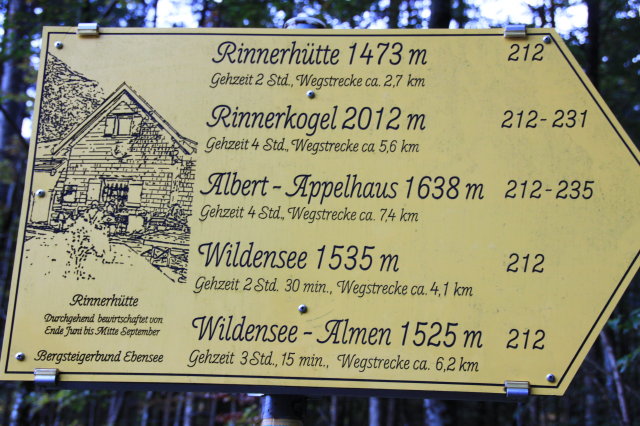 Rinnerhütte 1473 m 212
Gehzeit 2 Std., Wegstrecke ca. 2,7 km
Rinnerkogel 2012 m 212-231
Gehzeit 4 Std., Wegstrecke ca. 5,6 km
Albert - Appelhaus 1638 m 212-235
Gehzeit 4 Std., Wegstrecke ca. 7,4 km
Wildensee 1535 m 212
Gehzeit 2 Std. 30 min., Wegstrecke ca. 4,1 km
Wildensee - Almen 1525 m 212
Gehzeit 3 Std., 15 min., Wegstrecke ca. 6,2 km
Rinnerhütte
Durchgehend bewirtschaftet von
Ende Juni bis Mitte September
Bergsteigerbund Ebensee